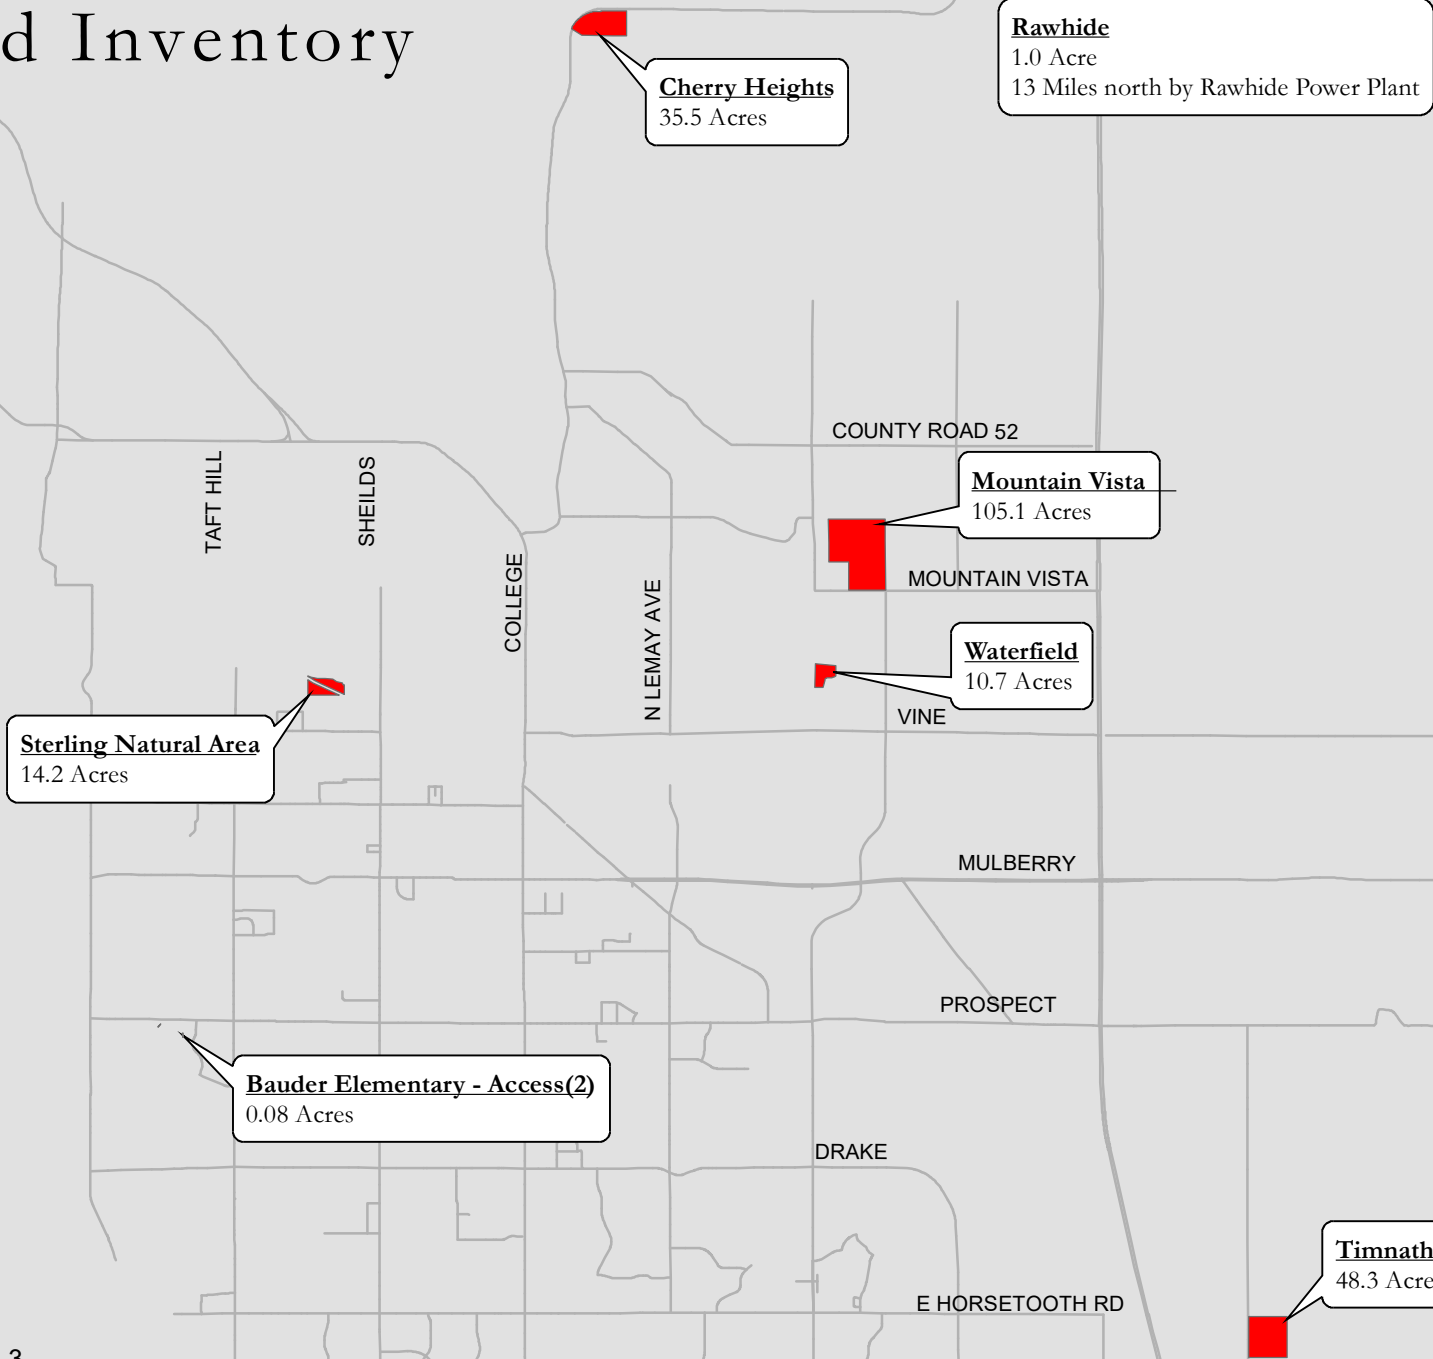 d Inventory
Rawhide
1.0 Acre
13 Miles north by Rawhide Power Plant
Cherry Heights
35.5 Acres
COUNTY ROAD 52
TAFT HILL
SHEILDS
Mountain Vista
105.1 Acres
COLLEGE
N LEMAY AVE
MOUNTAIN VISTA
Waterfield
10.7 Acres
VINE
Sterling Natural Area
14.2 Acres
MULBERRY
PROSPECT
Bauder Elementary - Access(2)
0.08 Acres
DRAKE
Timnath
48.3 Acre
E HORSETOOTH RD
3